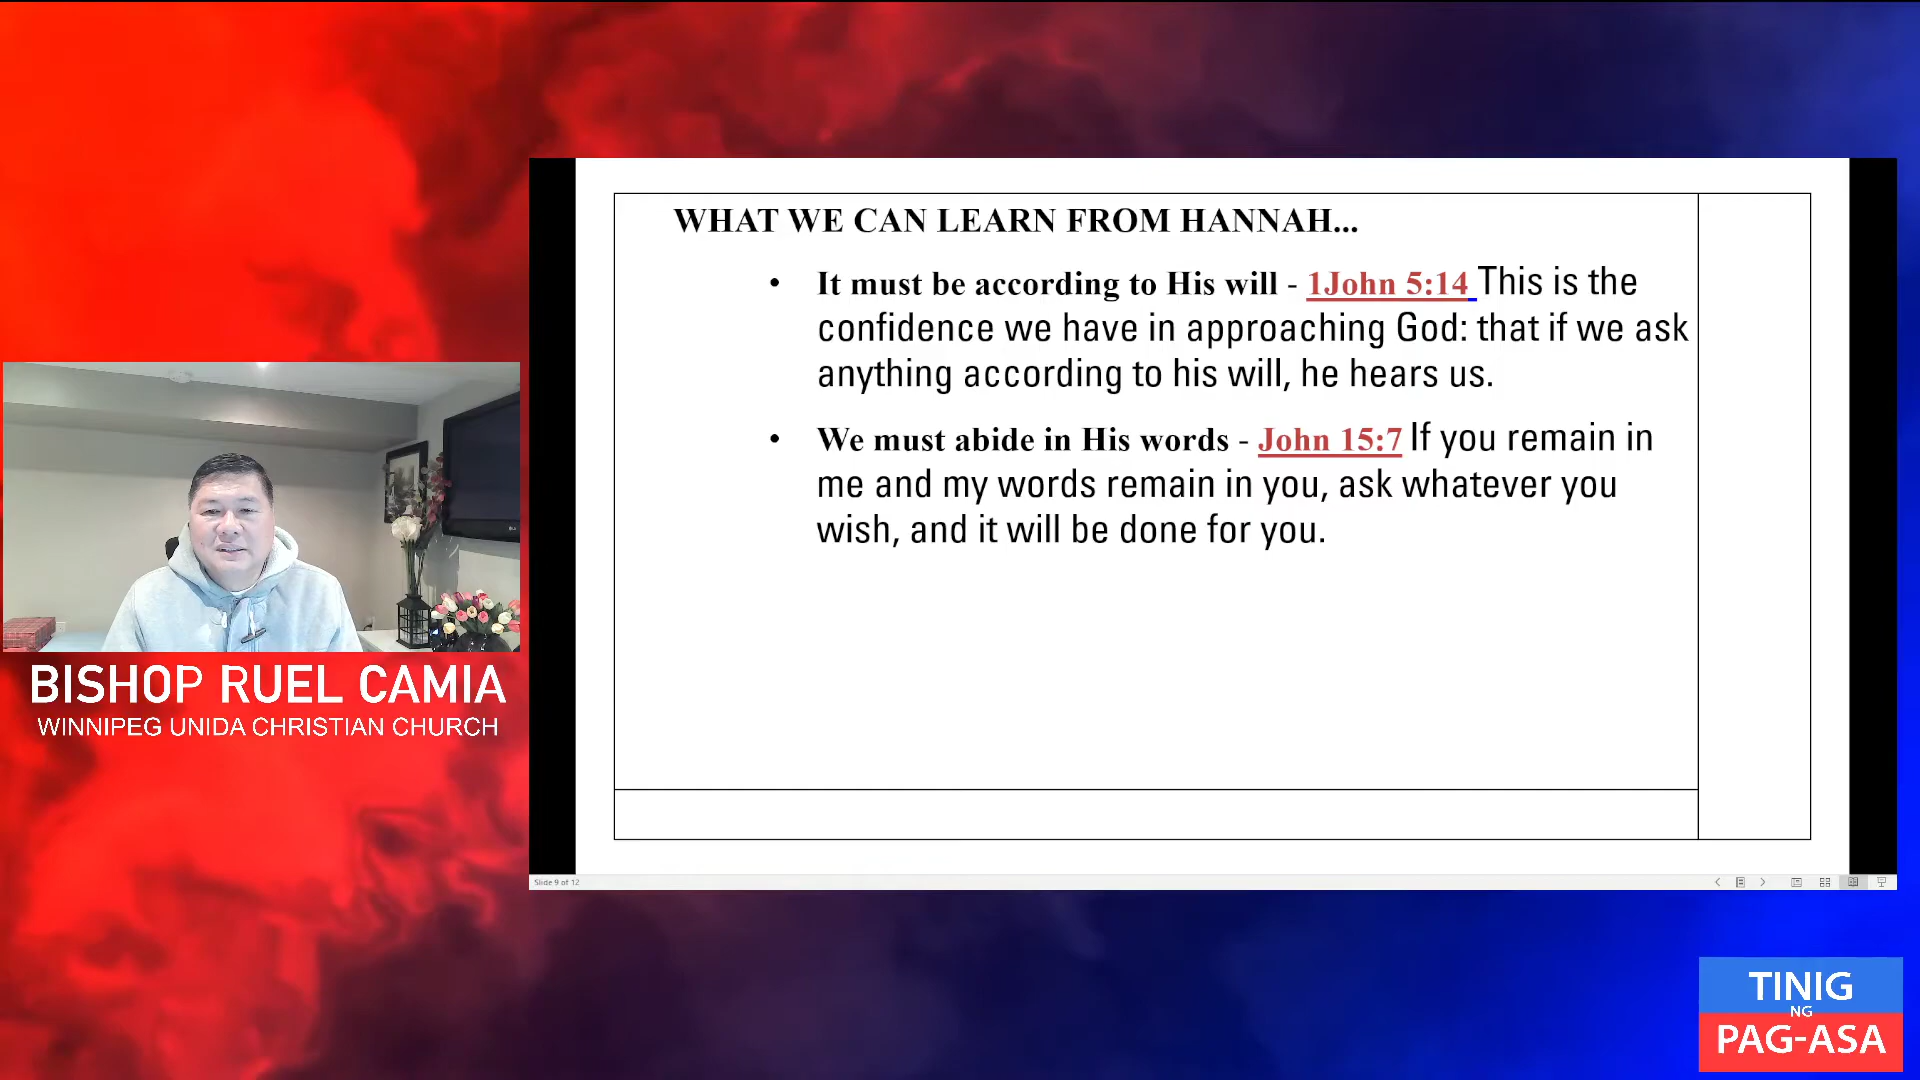 WHAT WE CAN LEARN FROM HANNAH...
• It must be according to His will - 1John 5:14 This is the
confidence we have in approaching God: that if we ask
anything according to his will, he hears us.
• We must abide in His words - John 15:7 If you remain in
me and my words remain in you, ask whatever you
wish, and it will be done for you.
BISHOP RUEL CAMIA
WINNIPEG UNIDA CHRISTIAN CHURCH
Slide 9 of 12
TINIG
NG
PAG-ASA